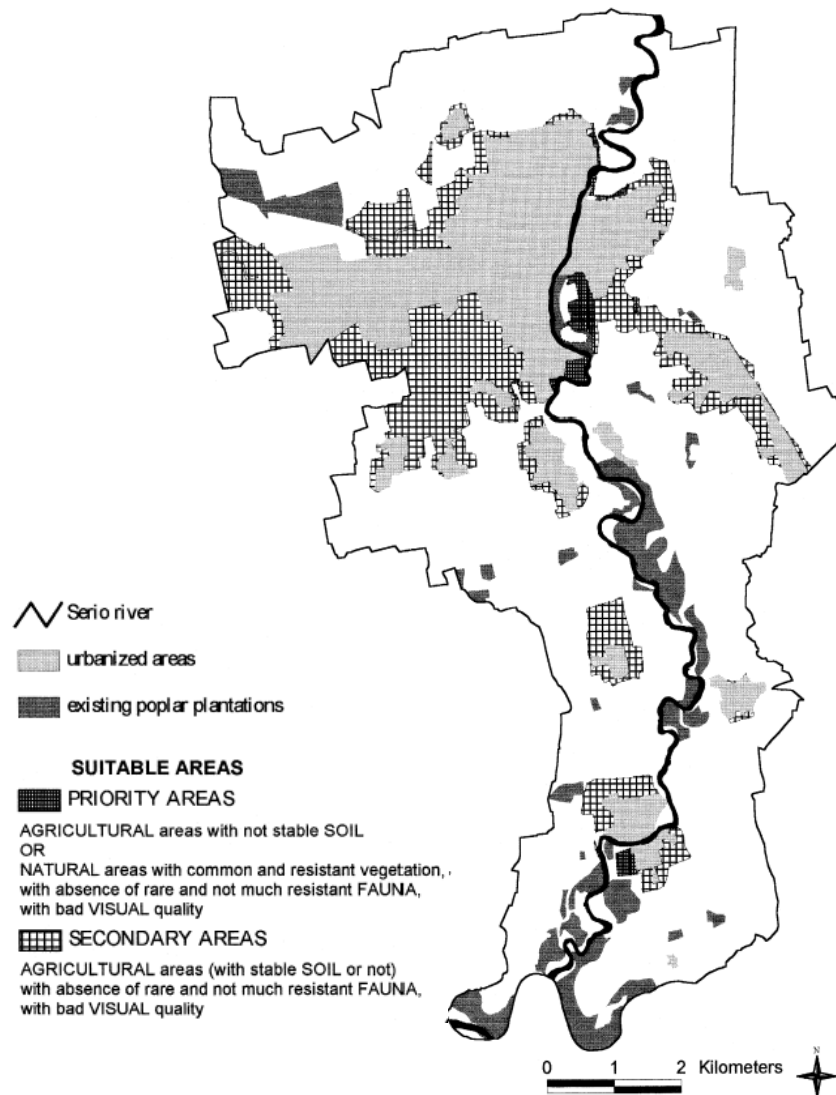 Serio river
urbanized areas
existing poplar plantations
SUITABLE AREAS
PRIORITY AREAS
AGRICULTURAL areas with not stable SOIL
OR
NATURAL areas with common and resistant vegetation,
with absence of rare and not much resistant FAUNA,
with bad VISUAL quality
SECONDARY AREAS
AGRICULTURAL areas (with stable SOIL or not)
with absence of rare and not much resistant FAUNA,
with bad VISUAL quality
0 1 2 Kilometers
N